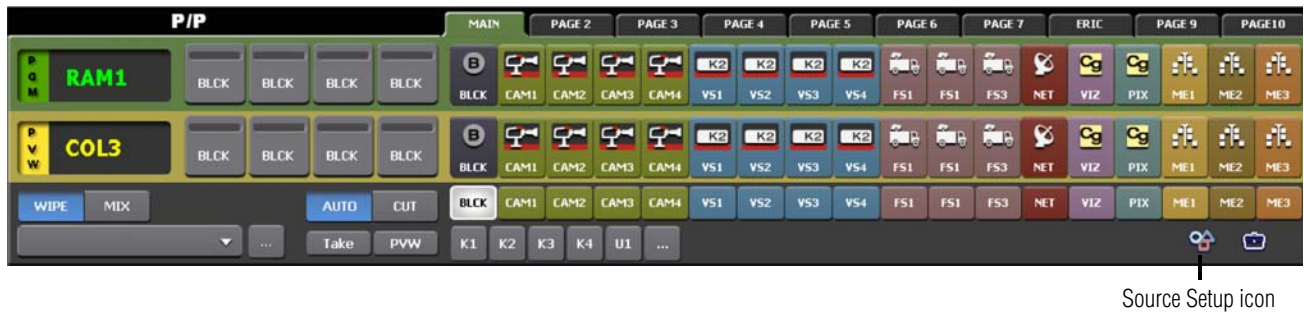 P/P MAIN PAGE 2 PAGE 3 PAGE 4 PAGE 5 PAGE 6 PAGE 7 ERIC PAGE 9 PAGE10
PGM RAM1 BLCK BLCK BLCK BLCK
B K2 K2 K2 K2 Cg Cg
BLCK CAM1 CAM2 CAM3 CAM4 VS1 VS2 VS3 VS4 FS1 FS1 FS3 NET VIZ PIX ME1 ME2 ME3
PVW COL3 BLCK BLCK BLCK BLCK
B K2 K2 K2 K2 Cg Cg
BLCK CAM1 CAM2 CAM3 CAM4 VS1 VS2 VS3 VS4 FS1 FS1 FS3 NET VIZ PIX ME1 ME2 ME3
WIPE MIX AUTO CUT BLCK CAM1 CAM2 CAM3 CAM4 VS1 VS2 VS3 VS4 FS1 FS1 FS3 NET VIZ PIX ME1 ME2 ME3
... Take PVW K1 K2 K3 K4 U1 ...
Source Setup icon